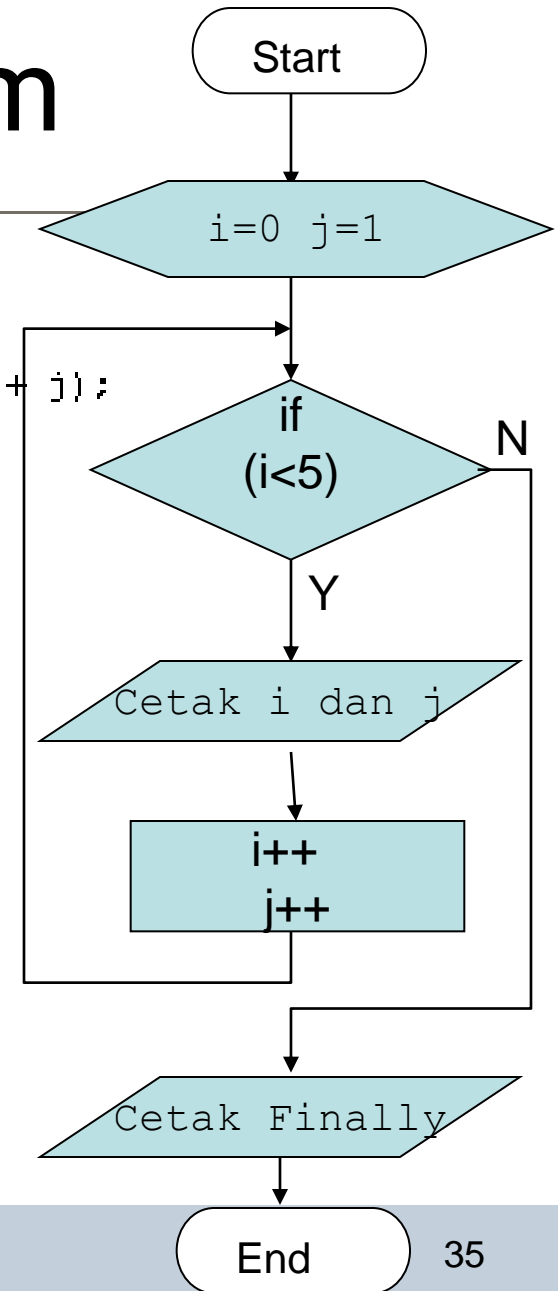 m
Start
i=0 j=1
+ j);
if
(i<5)
N
Y
Cetak i dan j
i++
j++
Cetak Finally
End
35